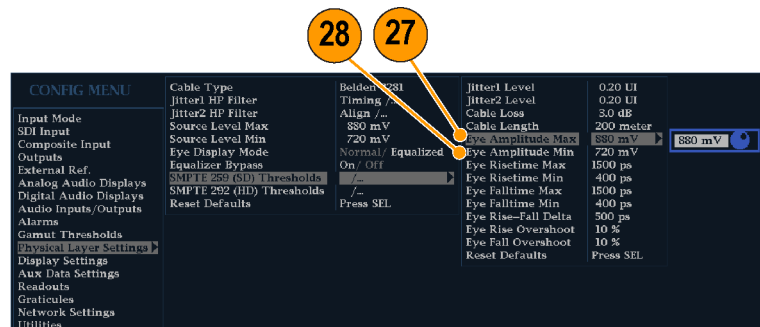 28 27
CONFIG MENU
Input Mode
SDI Input
Composite Input
Outputs
External Ref.
Analog Audio Displays
Digital Audio Displays
Audio Inputs/Outputs
Alarms
Gamut Thresholds
Physical Layer Settings
Display Settings
Aux Data Settings
Readouts
Graticules
Network Settings
Utilities
Cable Type Belden 8281
Jitter1 HP Filter Timing /...
Jitter2 HP Filter Align /...
Source Level Max 880 mV
Source Level Min 720 mV
Eye Display Mode Normal/ Equalized
Equalizer Bypass On/ Off
SMPTE 259 (SD) Thresholds /...
SMPTE 292 (HD) Thresholds /...
Reset Defaults Press SEL
Jitter1 Level 0.20 UI
Jitter2 Level 0.20 UI
Cable Loss 3.0 dB
Cable Length 200 meter
Eye Amplitude Max 880 mV
Eye Amplitude Min 720 mV
Eye Risetime Max 1500 ps
Eye Risetime Min 400 ps
Eye Falltime Max 1500 ps
Eye Falltime Min 400 ps
Eye Rise-Fall Delta 500 ps
Eye Rise Overshoot 10 %
Eye Fall Overshoot 10 %
Reset Defaults Press SEL
880 mV